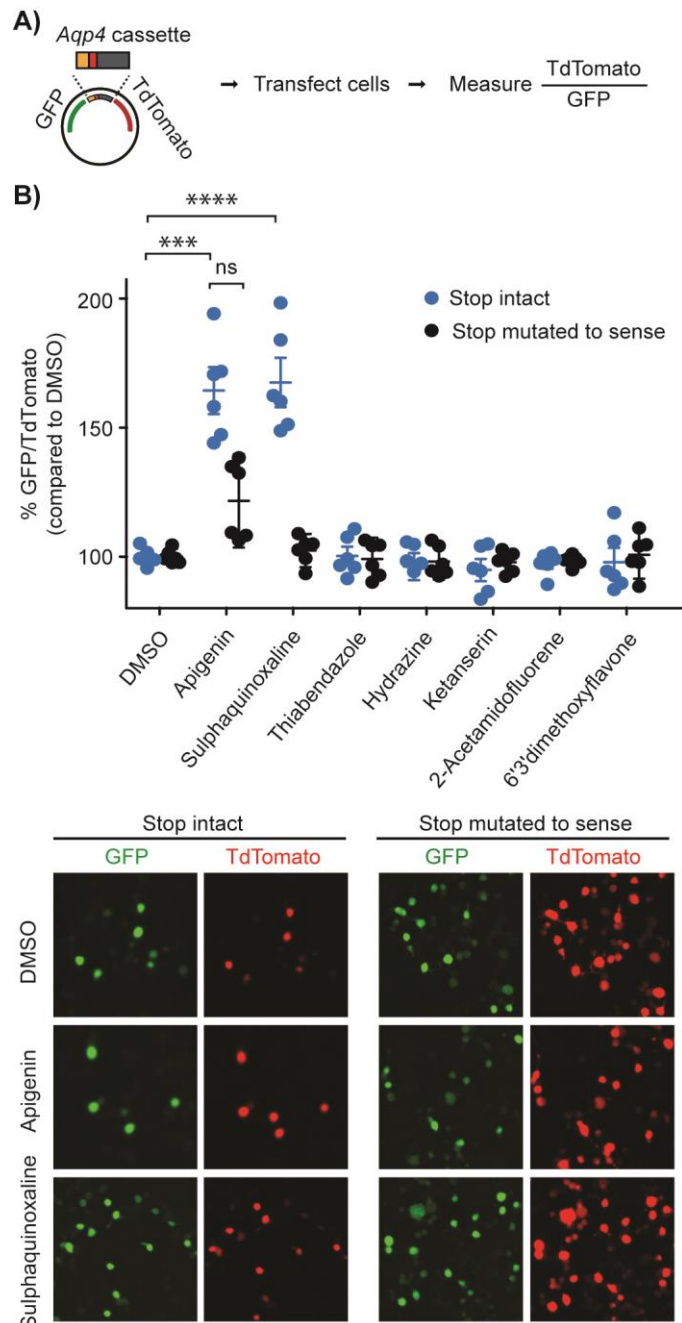 A)
Aqp4 cassette
GFP
TdTomato
→ Transfect cells → Measure TdTomato
GFP
B)
****
***
ns
200
150
100
% GFP/TdTomato
(compared to DMSO)
Stop intact
Stop mutated to sense
DMSO
Apigenin
Sulphaquinoxaline
Thiabendazole
Hydrazine
Ketanserin
2-Acetamidofluorene
6'3'dimethoxyflavone
Stop intact
Stop mutated to sense
GFP TdTomato GFP TdTomato
DMSO
Apigenin
Sulphaquinoxaline